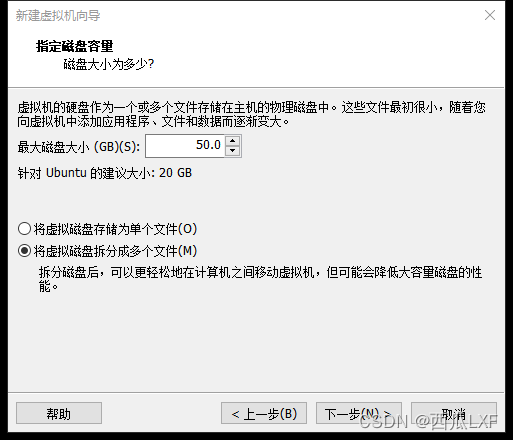 新建虚拟机向导
指定磁盘容量
磁盘大小为多少?
虚拟机的硬盘作为一个或多个文件存储在主机的物理磁盘中。这些文件最初很小，随着您
向虚拟机中添加应用程序、文件和数据而逐渐变大。
最大磁盘大小 (GB)(S): 50.0
针对 Ubuntu 的建议大小: 20 GB
将虚拟磁盘存储为单个文件(O)
将虚拟磁盘拆分成多个文件(M)
拆分磁盘后，可以更轻松地在计算机之间移动虚拟机，但可能会降低大容量磁盘的性
能。
帮助 < 上一步(B) 下一步(N) > 取消
CSDN @西瓜LXF